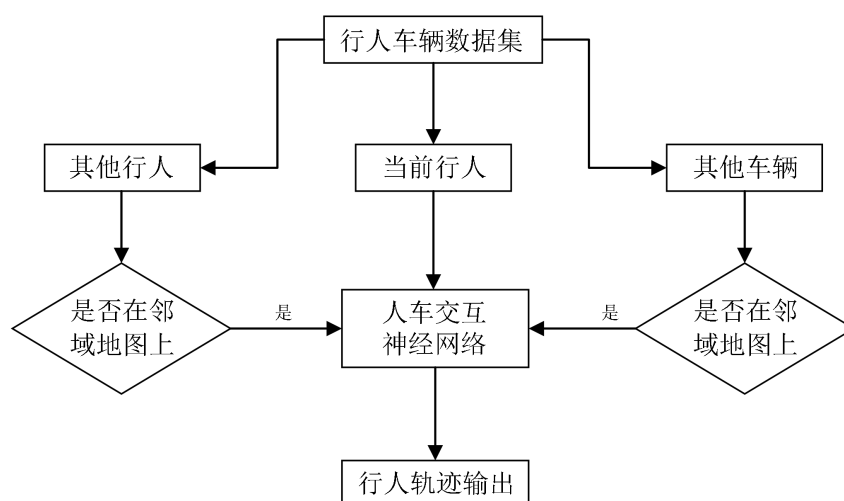 行人车辆数据集
其他行人
当前行人
其他车辆
是否在邻
域地图上
是
人车交互
神经网络
是
是否在邻
域地图上
行人轨迹输出